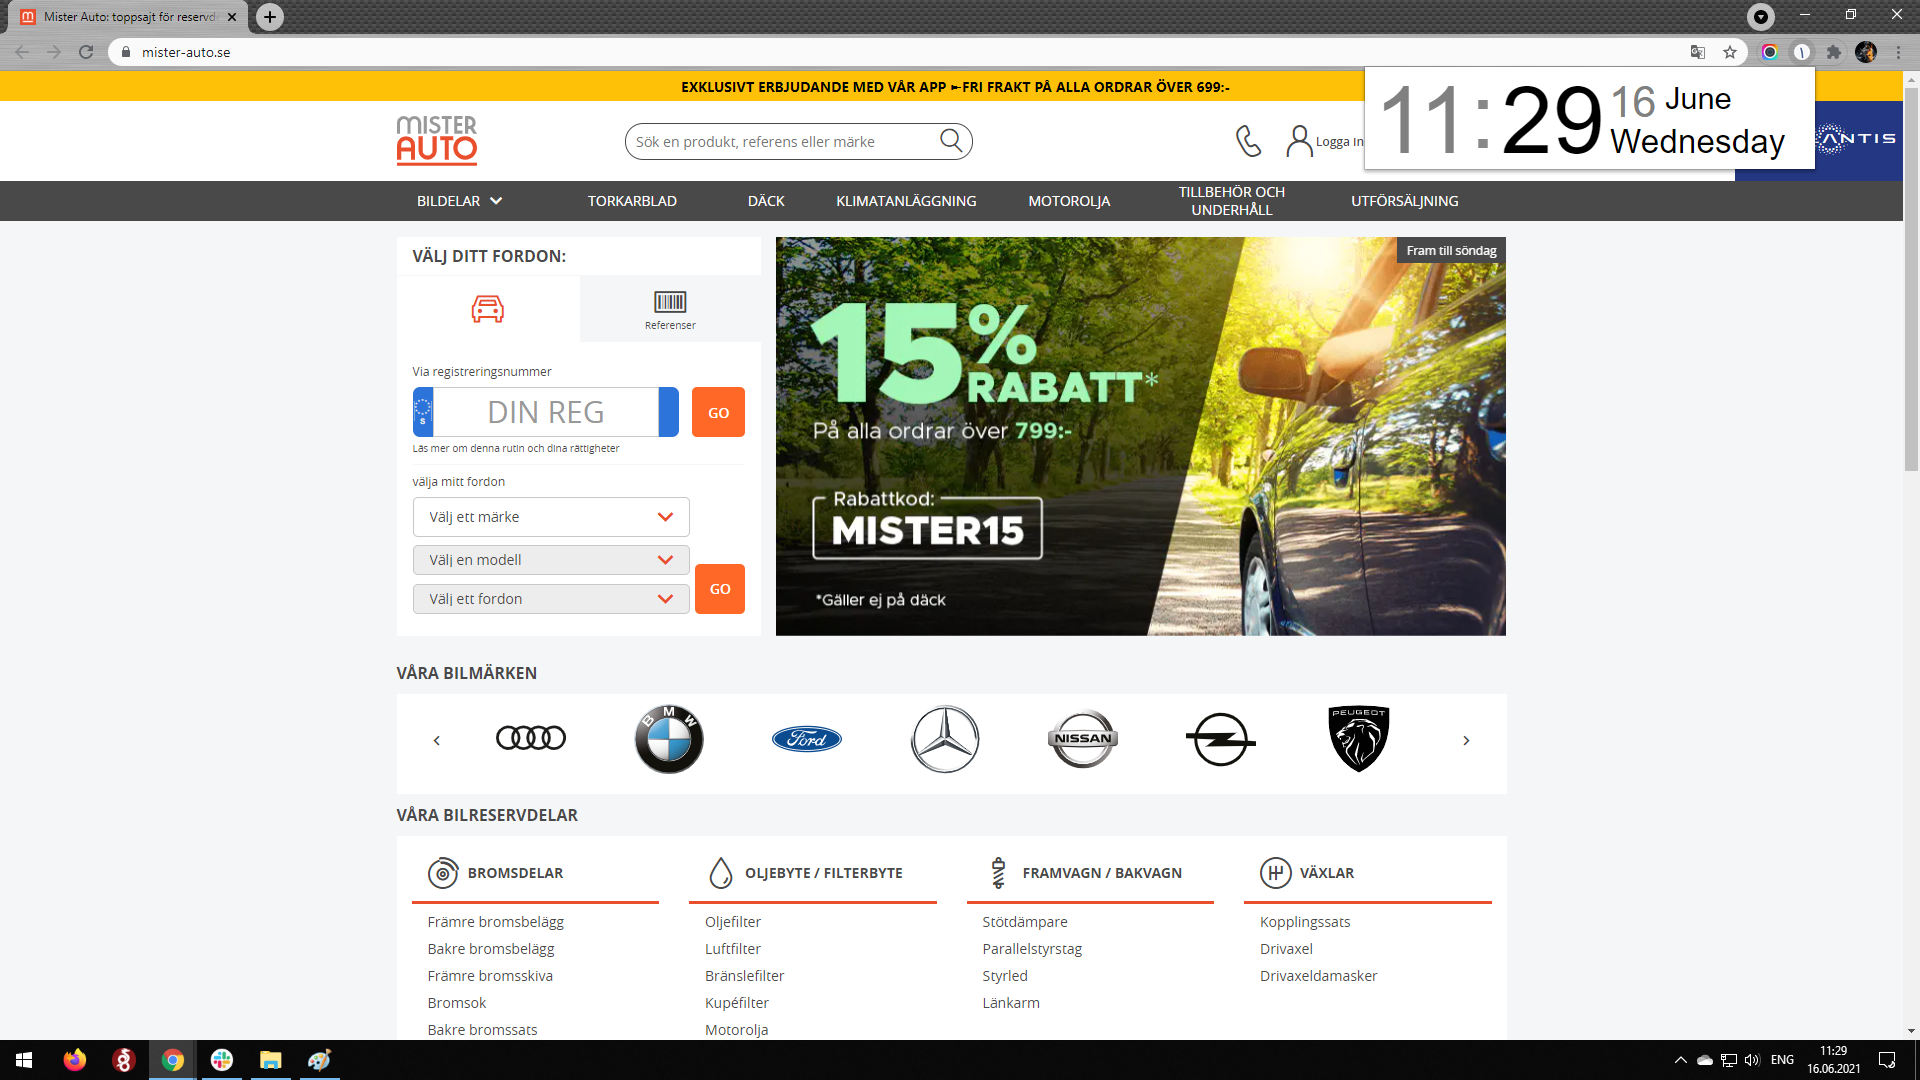 Mister Auto: toppsajt för reservd
mister-auto.se
EXKLUSIVT ERBJUDANDE MED VÅR APP ➼FRI FRAKT PÅ ALLA ORDRAR ÖVER 699:-
11:29 16 June
Wednesday
MISTER
AUTO
Sök en produkt, referens eller märke
Logga in
ANTIS
BILDELAR
TORKARBLAD
DÄCK
KLIMATANLÄGGNING
MOTOROLJA
TILLBEHÖR OCH
UNDERHÅLL
UTFÖRSÄLJNING
VÄLJ DITT FORDON:
Referenser
Via registreringsnummer
S
DIN REG
GO
Läs mer om denna rutin och dina rättigheter
välja mitt fordon
Välj ett märke
Välj en modell
Välj ett fordon
GO
Fram till söndag
15%
RABATT*
På alla ordrar över 799:-
Rabattkod:
MISTER15
*Gäller ej på däck
VÅRA BILMÄRKEN
BMW
Ford
NISSAN
PEUGEOT
VÅRA BILRESERVDELAR
BROMSDELAR
Främre bromsbelägg
Bakre bromsbelägg
Främre bromsskiva
Bromsok
Bakre bromssats
OLJEBYTE / FILTERBYTE
Oljefilter
Luftfilter
Bränslefilter
Kupéfilter
Motorolja
FRAMVAGN / BAKVAGN
Stötdämpare
Parallelstyrstag
Styrled
Länkarm
VÄXLAR
Kopplingssats
Drivaxel
Drivaxeldamasker
ENG
11:29
16.06.2021